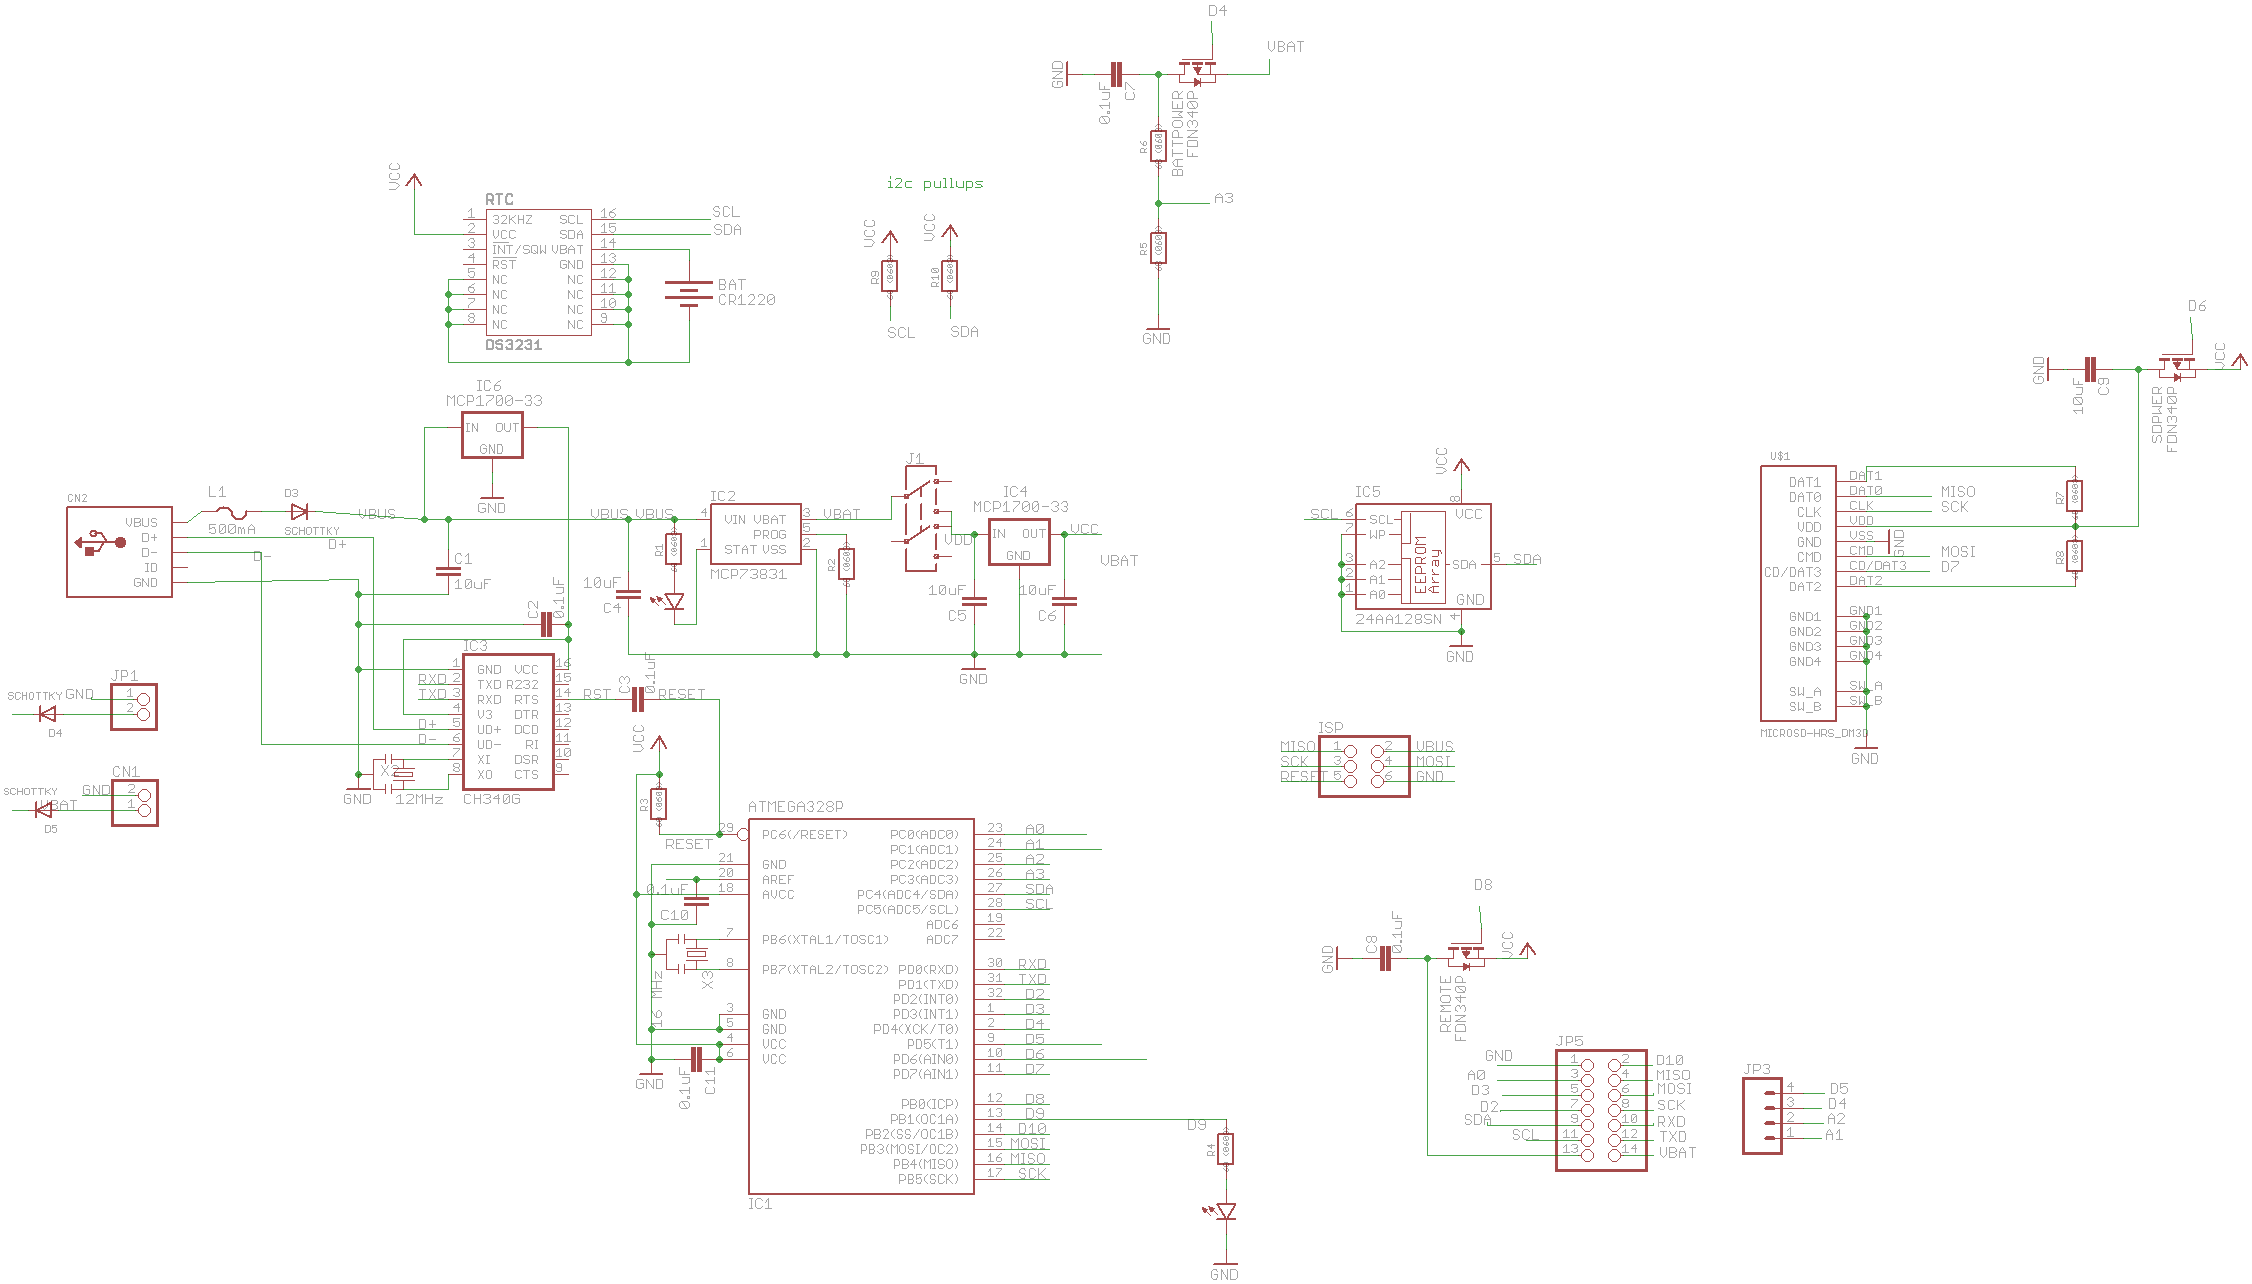 D4
VBAT
GND
0.1uF
C7
BATTPOWER
FDN340P
R6
A3
R5
GND
VCC
RTC
1 32KHZ SCL 16 SCL
2 VCC SDA 15 SDA
3 INT/SQW VBAT 14
4 RST GND 13
5 NC NC 12
6 NC NC 11
7 NC NC 10
8 NC NC 9
DS3231
BAT
CR1220
i2c pullups
VCC
VCC
R9
R10
SCL
SDA
D6
VCC
GND
10uF
C9
SDPWER
FDN340P
IC6
MCP1700-33
IN OUT
GND
GND
CN2
VBUS
D+
D-
ID
GND
L1
500mA
D3
SCHOTTKY
VBUS
D+
D-
C1
10uF
C2
0.1uF
VBUS VBUS
10uF
C4
R1
IC2
4 VIN VBAT 3
PROG 5
1 STAT VSS 2
MCP73831
VBAT
R2
J1
VDD
IC4
MCP1700-33
IN OUT
GND
VCC
VBAT
10uF
C5
10uF
C6
GND
VCC
IC5
SCL
6 SCL
7 WP
3 A2
2 A1
1 A0
8
VCC
EEPROM
Array
SDA 5 SDA
GND
4
24AA128SN
GND
U$1
DAT1 DAT1
DAT0 DAT0 MISO
CLK CLK SCK
VDD VDD
GND VSS GND
CMD CMD MOSI
CD/DAT3 CD/DAT3 D7
DAT2 DAT2
GND1 GND1
GND2 GND2
GND3 GND3
GND4 GND4
SW_A SW_A
SW_B SW_B
MICROSD-HRS_DM3D
GND
R7
R8
IC3
1 GND VCC 16
RXD 2 TXD R232 15
TXD 3 RXD RTS 14
4 V3 DTR 13
D+ 5 UD+ DCD 12
D- 6 UD- RI 11
7 XI DSR 10
8 XO CTS 9
CH340G
12MHz
GND
RST
C3
0.1uF
RESET
JP1
SCHOTTKY GND
1
2
D4
CN1
SCHOTTKY GND
2
VBAT 1
D5
VCC
R3
RESET
ATMEGA328P
29 PC6(/RESET) PC0(ADC0) 23 A0
PC1(ADC1) 24 A1
21 GND PC2(ADC2) 25 A2
20 AREF PC3(ADC3) 26 A3
18 AVCC PC4(ADC4/SDA) 27 SDA
PC5(ADC5/SCL) 28 SCL
ADC6 19
7 PB6(XTAL1/TOSC1) ADC7 22
8 PB7(XTAL2/TOSC2) PD0(RXD) 30 RXD
PD1(TXD) 31 TXD
PD2(INT0) 32 D2
3 GND PD3(INT1) 1 D3
5 GND PD4(XCK/T0) 2 D4
4 VCC PD5(T1) 9 D5
6 VCC PD6(AIN0) 10 D6
PD7(AIN1) 11 D7
PB0(ICP) 12 D8
PB1(OC1A) 13 D9
PB2(SS/OC1B) 14 D10
PB3(MOSI/OC2) 15 MOSI
PB4(MISO) 16 MISO
PB5(SCK) 17 SCK
IC1
0.1uF
C10
X3
16 MHz
0.1uF
C11
GND
D9
R4
GND
ISP
MISO 1 2 VBUS
SCK 3 4 MOSI
RESET 5 6 GND
D8
VCC
GND
C8
0.1uF
REMOTE
FDN340P
JP5
GND 1 2 D10
A0 3 4 MISO
D3 5 6 MOSI
D2 7 8 SCK
SDA 9 10 RXD
SCL 11 12 TXD
13 14 VBAT
JP3
4 D5
3 D4
2 A2
1 A1